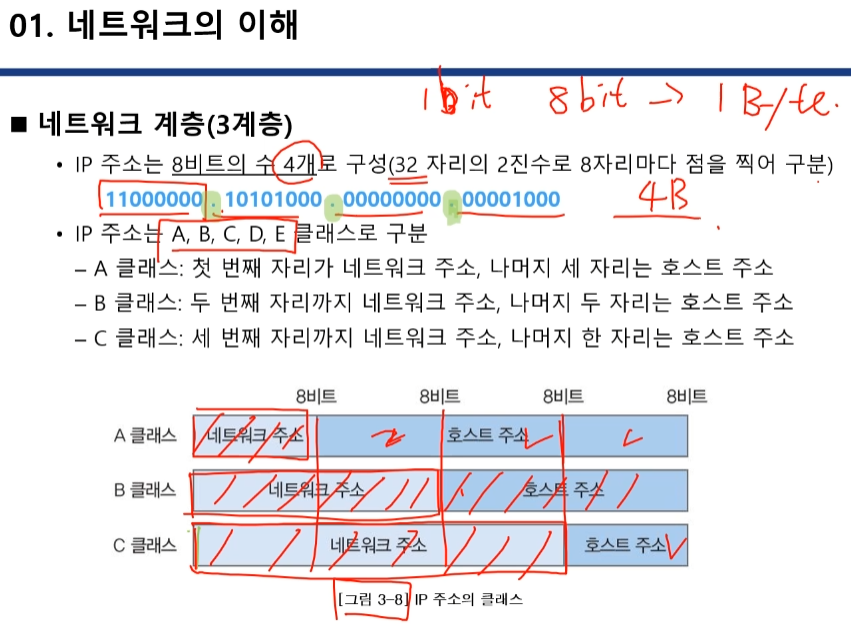 01. 네트워크의 이해
1bit 8bit → 1 Byte.
■ 네트워크 계층(3계층)
• IP 주소는 8비트의 수 4개로 구성(32 자리의 2진수로 8자리마다 점을 찍어 구분)
11000000 . 10101000 . 00000000 . 00001000
4B
• IP 주소는 A, B, C, D, E 클래스로 구분
– A 클래스: 첫 번째 자리가 네트워크 주소, 나머지 세 자리는 호스트 주소
– B 클래스: 두 번째 자리까지 네트워크 주소, 나머지 두 자리는 호스트 주소
– C 클래스: 세 번째 자리까지 네트워크 주소, 나머지 한 자리는 호스트 주소
8비트 8비트 8비트 8비트
A 클래스 네트워크 주소 호스트 주소
B 클래스 네트워크 주소 호스트 주소
C 클래스 네트워크 주소 호스트 주소
[그림 3-8] IP 주소의 클래스